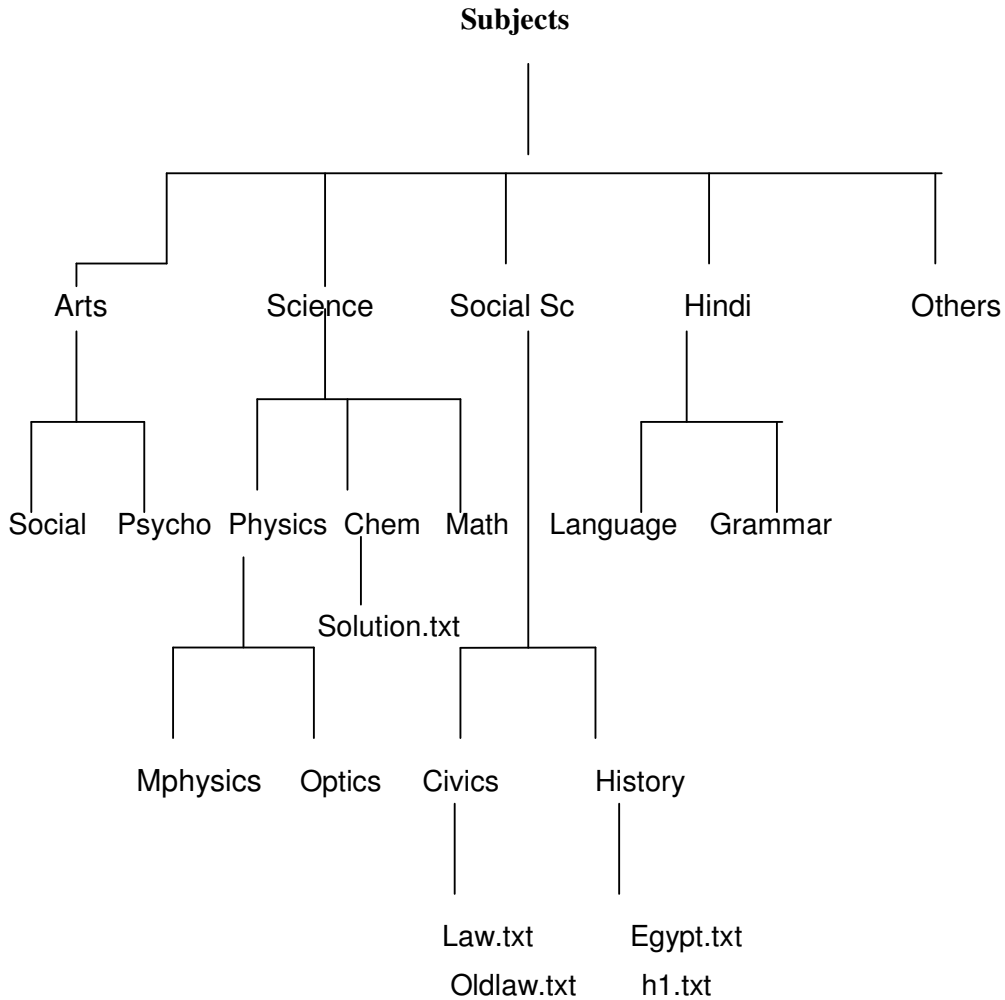 Subjects
Arts Science Social Sc Hindi Others
Social Psycho Physics Chem Math Language Grammar
Solution.txt
Mphysics Optics Civics History
Law.txt Egypt.txt
Oldlaw.txt h1.txt